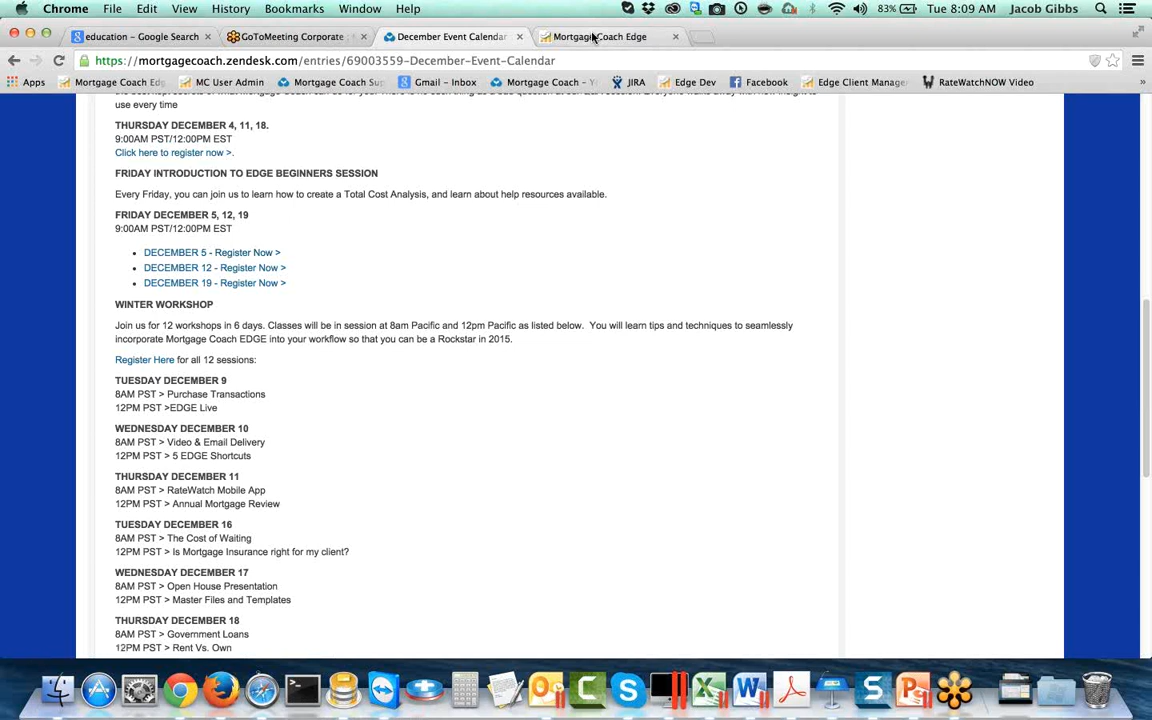 Chrome File Edit View History Bookmarks Window Help 83% Tue 8:09 AM Jacob Gibbs
education – Google Search GoToMeeting Corporate December Event Calendar Mortgage Coach Edge
https://mortgagecoach.zendesk.com/entries/69003559-December-Event-Calendar
Apps Mortgage Coach Edg MC User Admin Mortgage Coach Sup Gmail – Inbox Mortgage Coach - Yo JIRA Edge Dev Facebook Edge Client Manage RateWatchNOW Video »
use every time
THURSDAY DECEMBER 4, 11, 18.
9:00AM PST/12:00PM EST
Click here to register now >.
FRIDAY INTRODUCTION TO EDGE BEGINNERS SESSION
Every Friday, you can join us to learn how to create a Total Cost Analysis, and learn about help resources available.
FRIDAY DECEMBER 5, 12, 19
9:00AM PST/12:00PM EST
• DECEMBER 5 - Register Now >
• DECEMBER 12 - Register Now >
• DECEMBER 19 - Register Now >
WINTER WORKSHOP
Join us for 12 workshops in 6 days. Classes will be in session at 8am Pacific and 12pm Pacific as listed below. You will learn tips and techniques to seamlessly
incorporate Mortgage Coach EDGE into your workflow so that you can be a Rockstar in 2015.
Register Here for all 12 sessions:
TUESDAY DECEMBER 9
8AM PST > Purchase Transactions
12PM PST >EDGE Live
WEDNESDAY DECEMBER 10
8AM PST > Video & Email Delivery
12PM PST > 5 EDGE Shortcuts
THURSDAY DECEMBER 11
8AM PST > RateWatch Mobile App
12PM PST > Annual Mortgage Review
TUESDAY DECEMBER 16
8AM PST > The Cost of Waiting
12PM PST > Is Mortgage Insurance right for my client?
WEDNESDAY DECEMBER 17
8AM PST > Open House Presentation
12PM PST > Master Files and Templates
THURSDAY DECEMBER 18
8AM PST > Government Loans
12PM PST > Rent Vs. Own